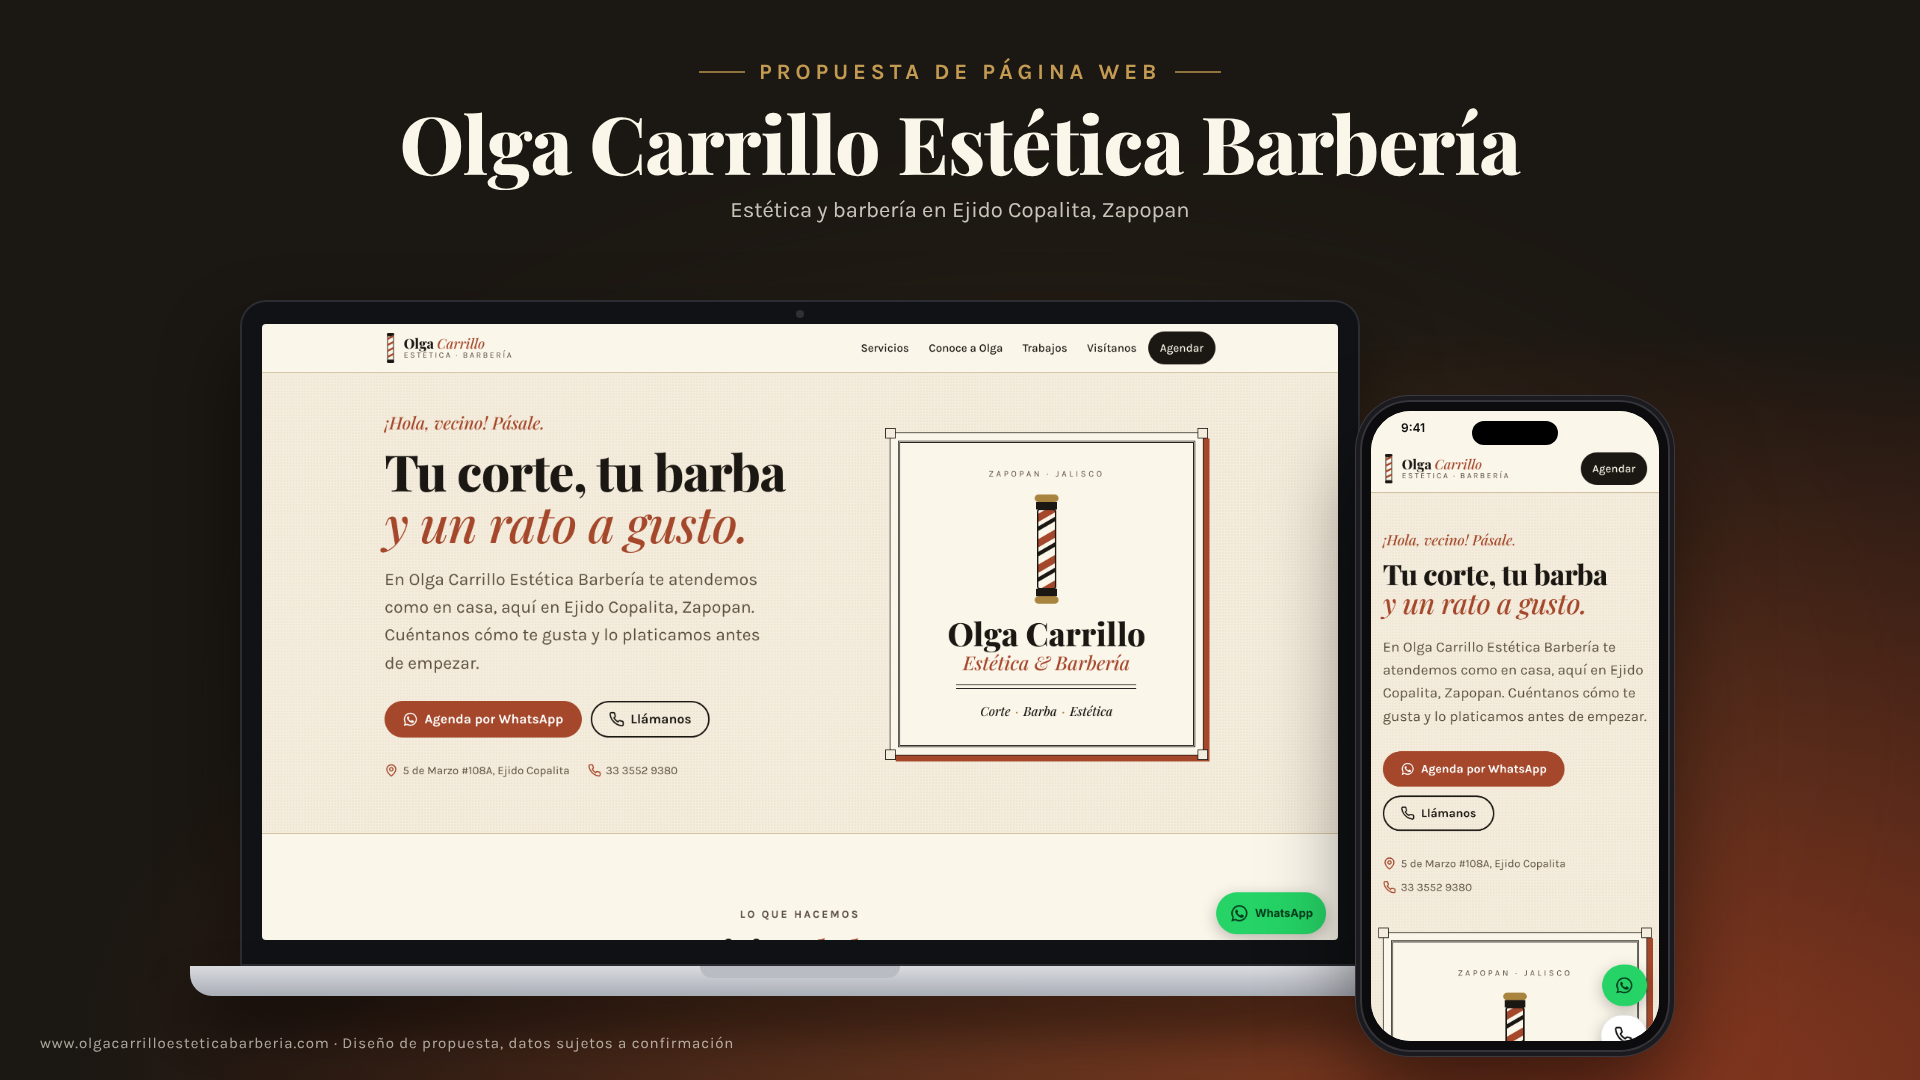 PROPUESTA DE PÁGINA WEB
Olga Carrillo Estética Barbería
Estética y barbería en Ejido Copalita, Zapopan
Olga Carrillo
ESTÉTICA · BARBERÍA
Servicios
Conoce a Olga
Trabajos
Visítanos
Agendar
¡Hola, vecino! Pásale.
Tu corte, tu barba
y un rato a gusto.
En Olga Carrillo Estética Barbería te atendemos
como en casa, aquí en Ejido Copalita, Zapopan.
Cuéntanos cómo te gusta y lo platicamos antes
de empezar.
Agenda por WhatsApp
Llámanos
5 de Marzo #108A, Ejido Copalita
33 3552 9380
ZAPOPAN · JALISCO
Olga Carrillo
Estética & Barbería
Corte · Barba · Estética
LO QUE HACEMOS
WhatsApp
9:41
Olga Carrillo
ESTÉTICA · BARBERÍA
Agendar
¡Hola, vecino! Pásale.
Tu corte, tu barba
y un rato a gusto.
En Olga Carrillo Estética Barbería te
atendemos como en casa, aquí en Ejido
Copalita, Zapopan. Cuéntanos cómo te
gusta y lo platicamos antes de empezar.
Agenda por WhatsApp
Llámanos
5 de Marzo #108A, Ejido Copalita
33 3552 9380
ZAPOPAN · JALISCO
www.olgacarrilloesteticabarberia.com · Diseño de propuesta, datos sujetos a confirmación